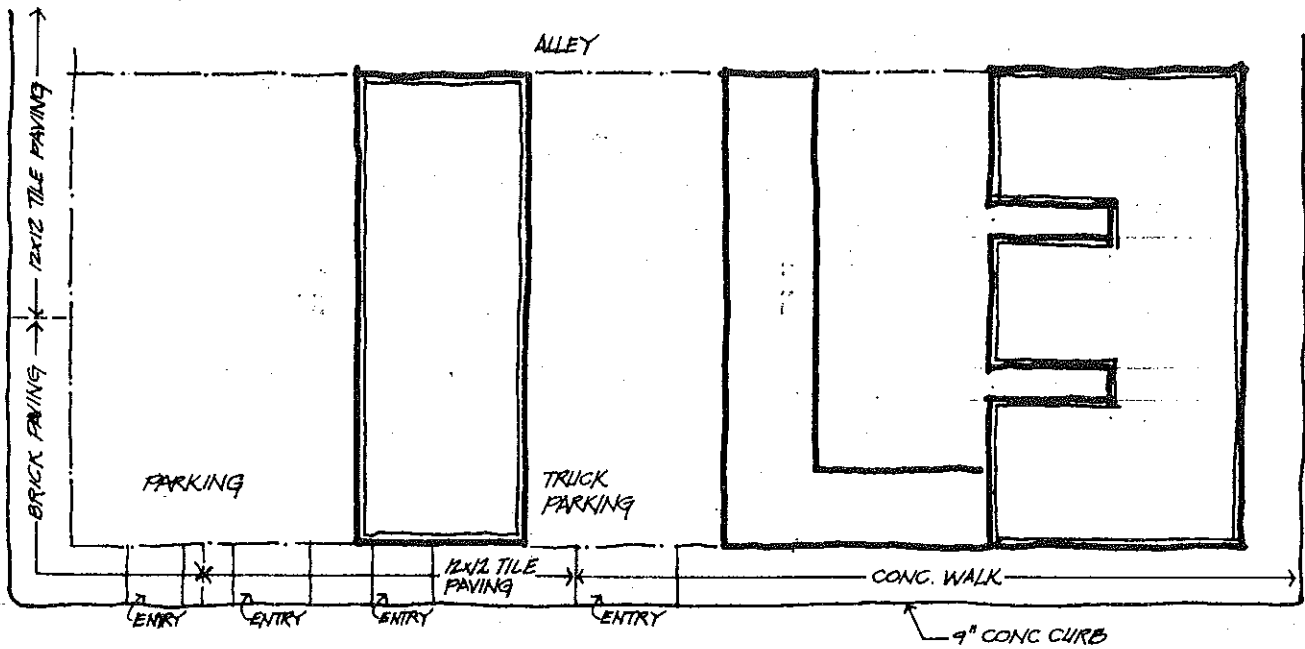 ALLEY
12X12 TILE PAVING
BRICK PAVING
PARKING
TRUCK
PARKING
12X12 TILE
PAVING
CONC. WALK
ENTRY
ENTRY
ENTRY
ENTRY
9" CONC CURB